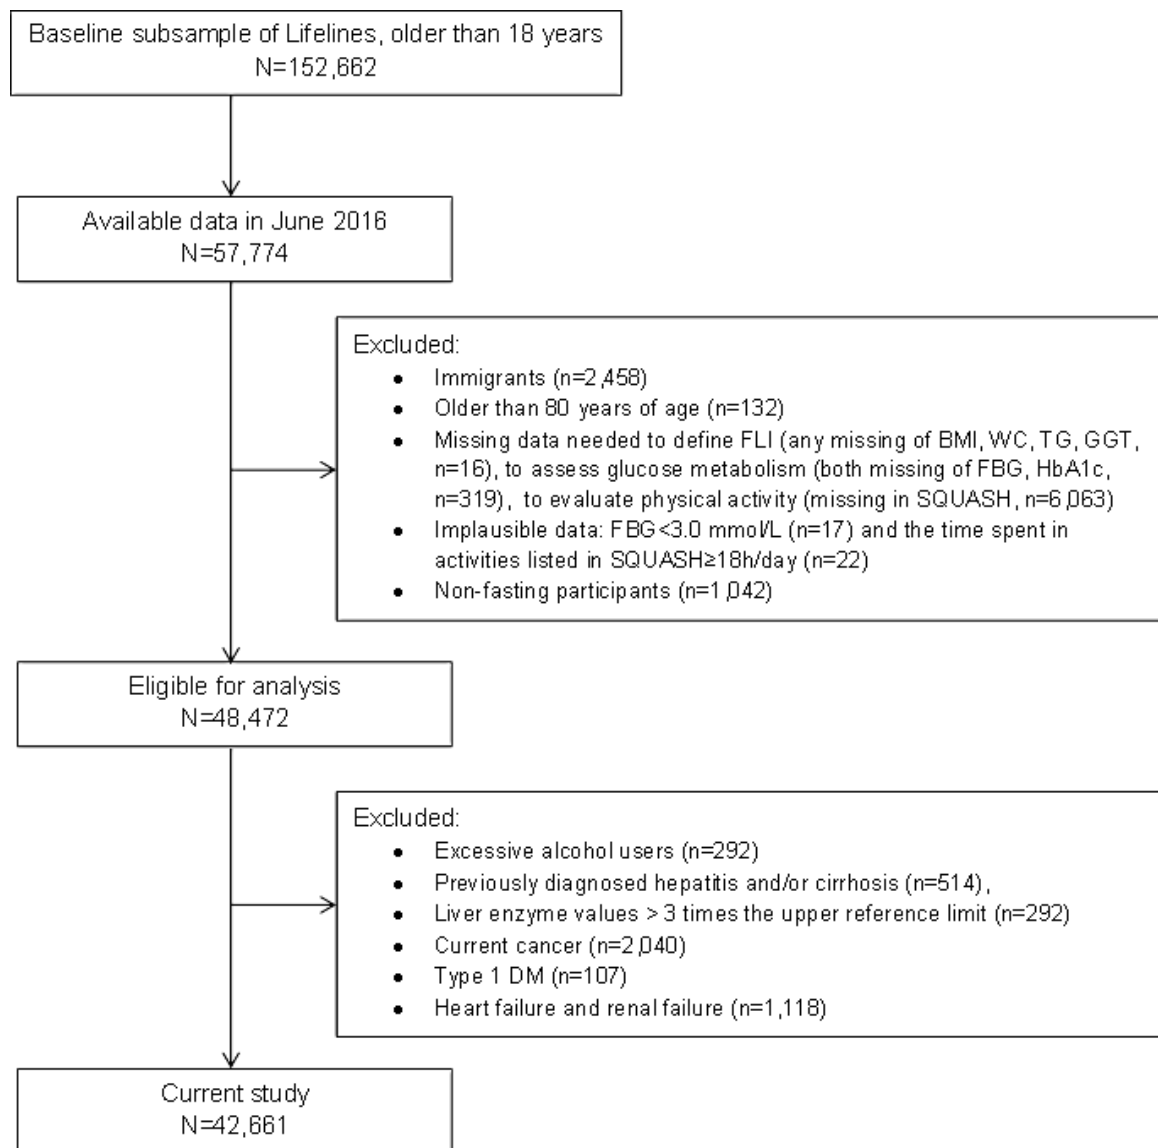 Baseline subsample of Lifelines, older than 18 years
N=152,662
Available data in June 2016
N=57,774
Excluded:
• Immigrants (n=2,458)
• Older than 80 years of age (n=132)
• Missing data needed to define FLI (any missing of BMI, WC, TG, GGT,
n=16), to assess glucose metabolism (both missing of FBG, HbA1c,
n=319), to evaluate physical activity (missing in SQUASH, n=6,063)
• Implausible data: FBG<3.0 mmol/L (n=17) and the time spent in
activities listed in SQUASH≥18h/day (n=22)
• Non-fasting participants (n=1,042)
Eligible for analysis
N=48,472
Excluded:
• Excessive alcohol users (n=292)
• Previously diagnosed hepatitis and/or cirrhosis (n=514),
• Liver enzyme values > 3 times the upper reference limit (n=292)
• Current cancer (n=2,040)
• Type 1 DM (n=107)
• Heart failure and renal failure (n=1,118)
Current study
N=42,661